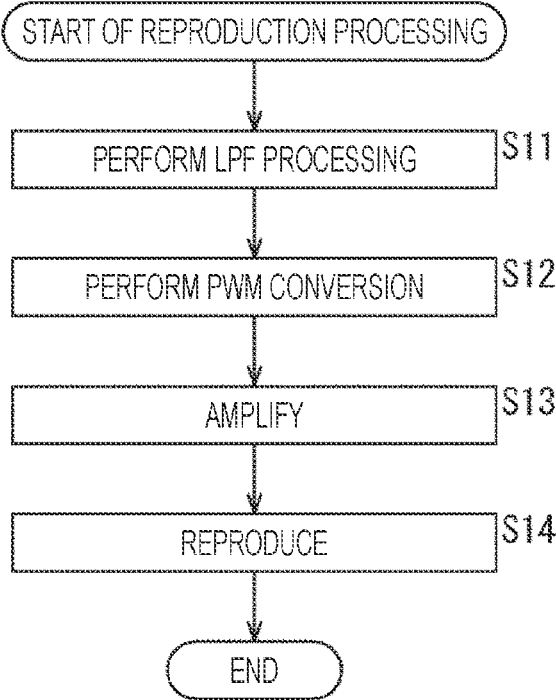 START OF REPRODUCTION PROCESSING
PERFORM LPF PROCESSING
S11
PERFORM PWM CONVERSION
S12
AMPLIFY
S13
REPRODUCE
S14
END